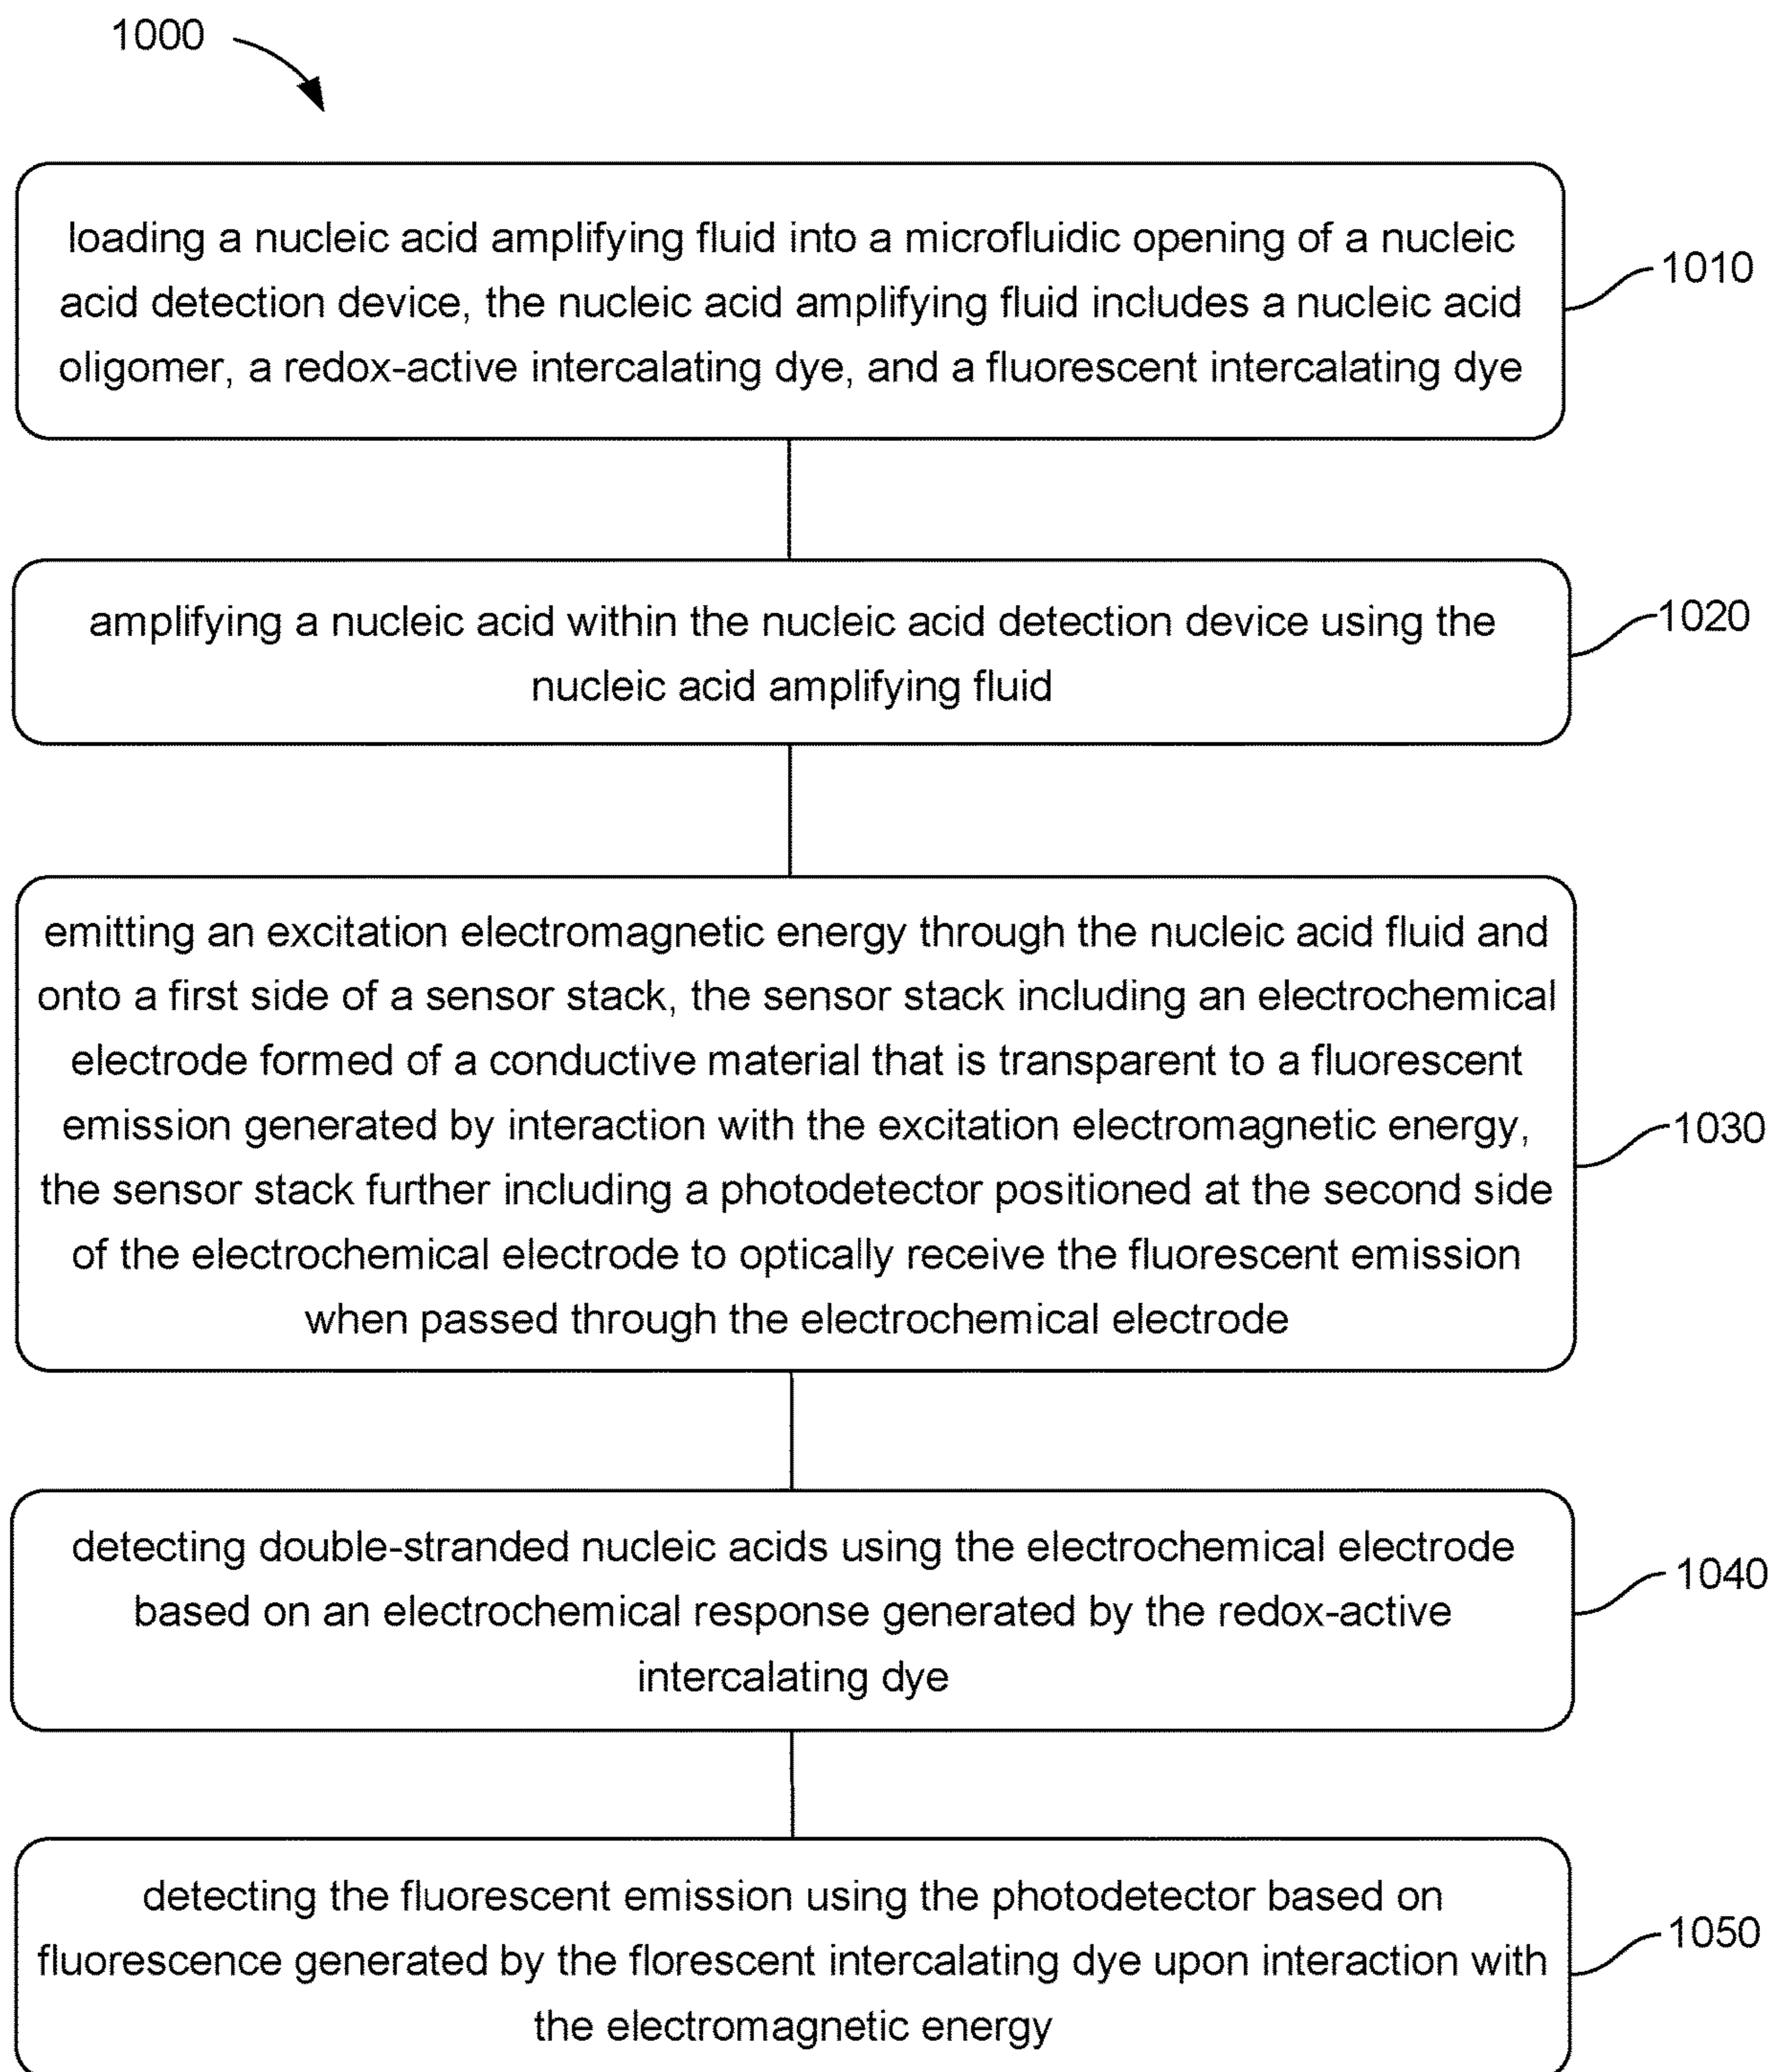 1000
loading a nucleic acid amplifying fluid into a microfluidic opening of a nucleic
acid detection device, the nucleic acid amplifying fluid includes a nucleic acid
oligomer, a redox-active intercalating dye, and a fluorescent intercalating dye
1010
amplifying a nucleic acid within the nucleic acid detection device using the
nucleic acid amplifying fluid
1020
emitting an excitation electromagnetic energy through the nucleic acid fluid and
onto a first side of a sensor stack, the sensor stack including an electrochemical
electrode formed of a conductive material that is transparent to a fluorescent
emission generated by interaction with the excitation electromagnetic energy,
the sensor stack further including a photodetector positioned at the second side
of the electrochemical electrode to optically receive the fluorescent emission
when passed through the electrochemical electrode
1030
detecting double-stranded nucleic acids using the electrochemical electrode
based on an electrochemical response generated by the redox-active
intercalating dye
1040
detecting the fluorescent emission using the photodetector based on
fluorescence generated by the florescent intercalating dye upon interaction with
the electromagnetic energy
1050